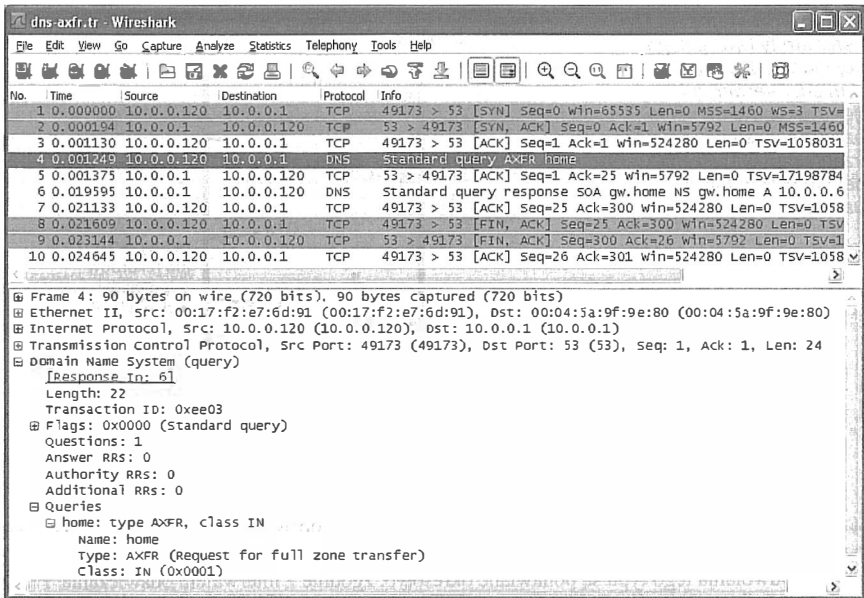 dns-axfr.tr - Wireshark
File Edit View Go Capture Analyze Statistics Telephony Tools Help
No. Time Source Destination Protocol Info
1 0.000000 10.0.0.120 10.0.0.1 TCP 49173 > 53 [SYN] Seq=0 Win=65535 Len=0 MSS=1460 WS=3 TSV=
2 0.000194 10.0.0.1 10.0.0.120 TCP 53 > 49173 [SYN, ACK] Seq=0 Ack=1 Win=5792 Len=0 MSS=1460
3 0.001130 10.0.0.120 10.0.0.1 TCP 49173 > 53 [ACK] Seq=1 Ack=1 Win=524280 Len=0 TSV=1058031
4 0.001249 10.0.0.120 10.0.0.1 DNS Standard query AXFR home
5 0.001375 10.0.0.1 10.0.0.120 TCP 53 > 49173 [ACK] Seq=1 Ack=25 Win=5792 Len=0 TSV=17198784
6 0.019595 10.0.0.1 10.0.0.120 DNS Standard query response SOA gw.home NS gw.home A 10.0.0.6
7 0.021133 10.0.0.120 10.0.0.1 TCP 49173 > 53 [ACK] Seq=25 Ack=300 Win=524280 Len=0 TSV=1058
8 0.021609 10.0.0.120 10.0.0.1 TCP 49173 > 53 [FIN, ACK] Seq=25 Ack=300 Win=524280 Len=0 TSV
9 0.023144 10.0.0.1 10.0.0.120 TCP 53 > 49173 [FIN, ACK] Seq=300 Ack=26 Win=5792 Len=0 TSV=1
10 0.024645 10.0.0.120 10.0.0.1 TCP 49173 > 53 [ACK] Seq=26 Ack=301 Win=524280 Len=0 TSV=1058
Frame 4: 90 bytes on wire (720 bits), 90 bytes captured (720 bits)
Ethernet II, Src: 00:17:f2:e7:6d:91 (00:17:f2:e7:6d:91), Dst: 00:04:5a:9f:9e:80 (00:04:5a:9f:9e:80)
Internet Protocol, Src: 10.0.0.120 (10.0.0.120), Dst: 10.0.0.1 (10.0.0.1)
Transmission Control Protocol, Src Port: 49173 (49173), Dst Port: 53 (53), Seq: 1, Ack: 1, Len: 24
Domain Name System (query)
[Response In: 6]
Length: 22
Transaction ID: 0xee03
Flags: 0x0000 (Standard query)
Questions: 1
Answer RRs: 0
Authority RRs: 0
Additional RRs: 0
Queries
home: type AXFR, class IN
Name: home
Type: AXFR (Request for full zone transfer)
Class: IN (0x0001)